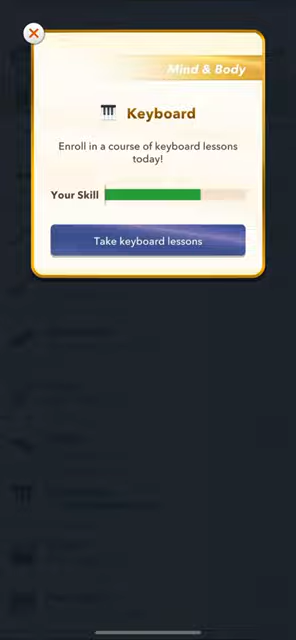 Mind & Body
Keyboard
Enroll in a course of keyboard lessons
today!
Your Skill
Take keyboard lessons